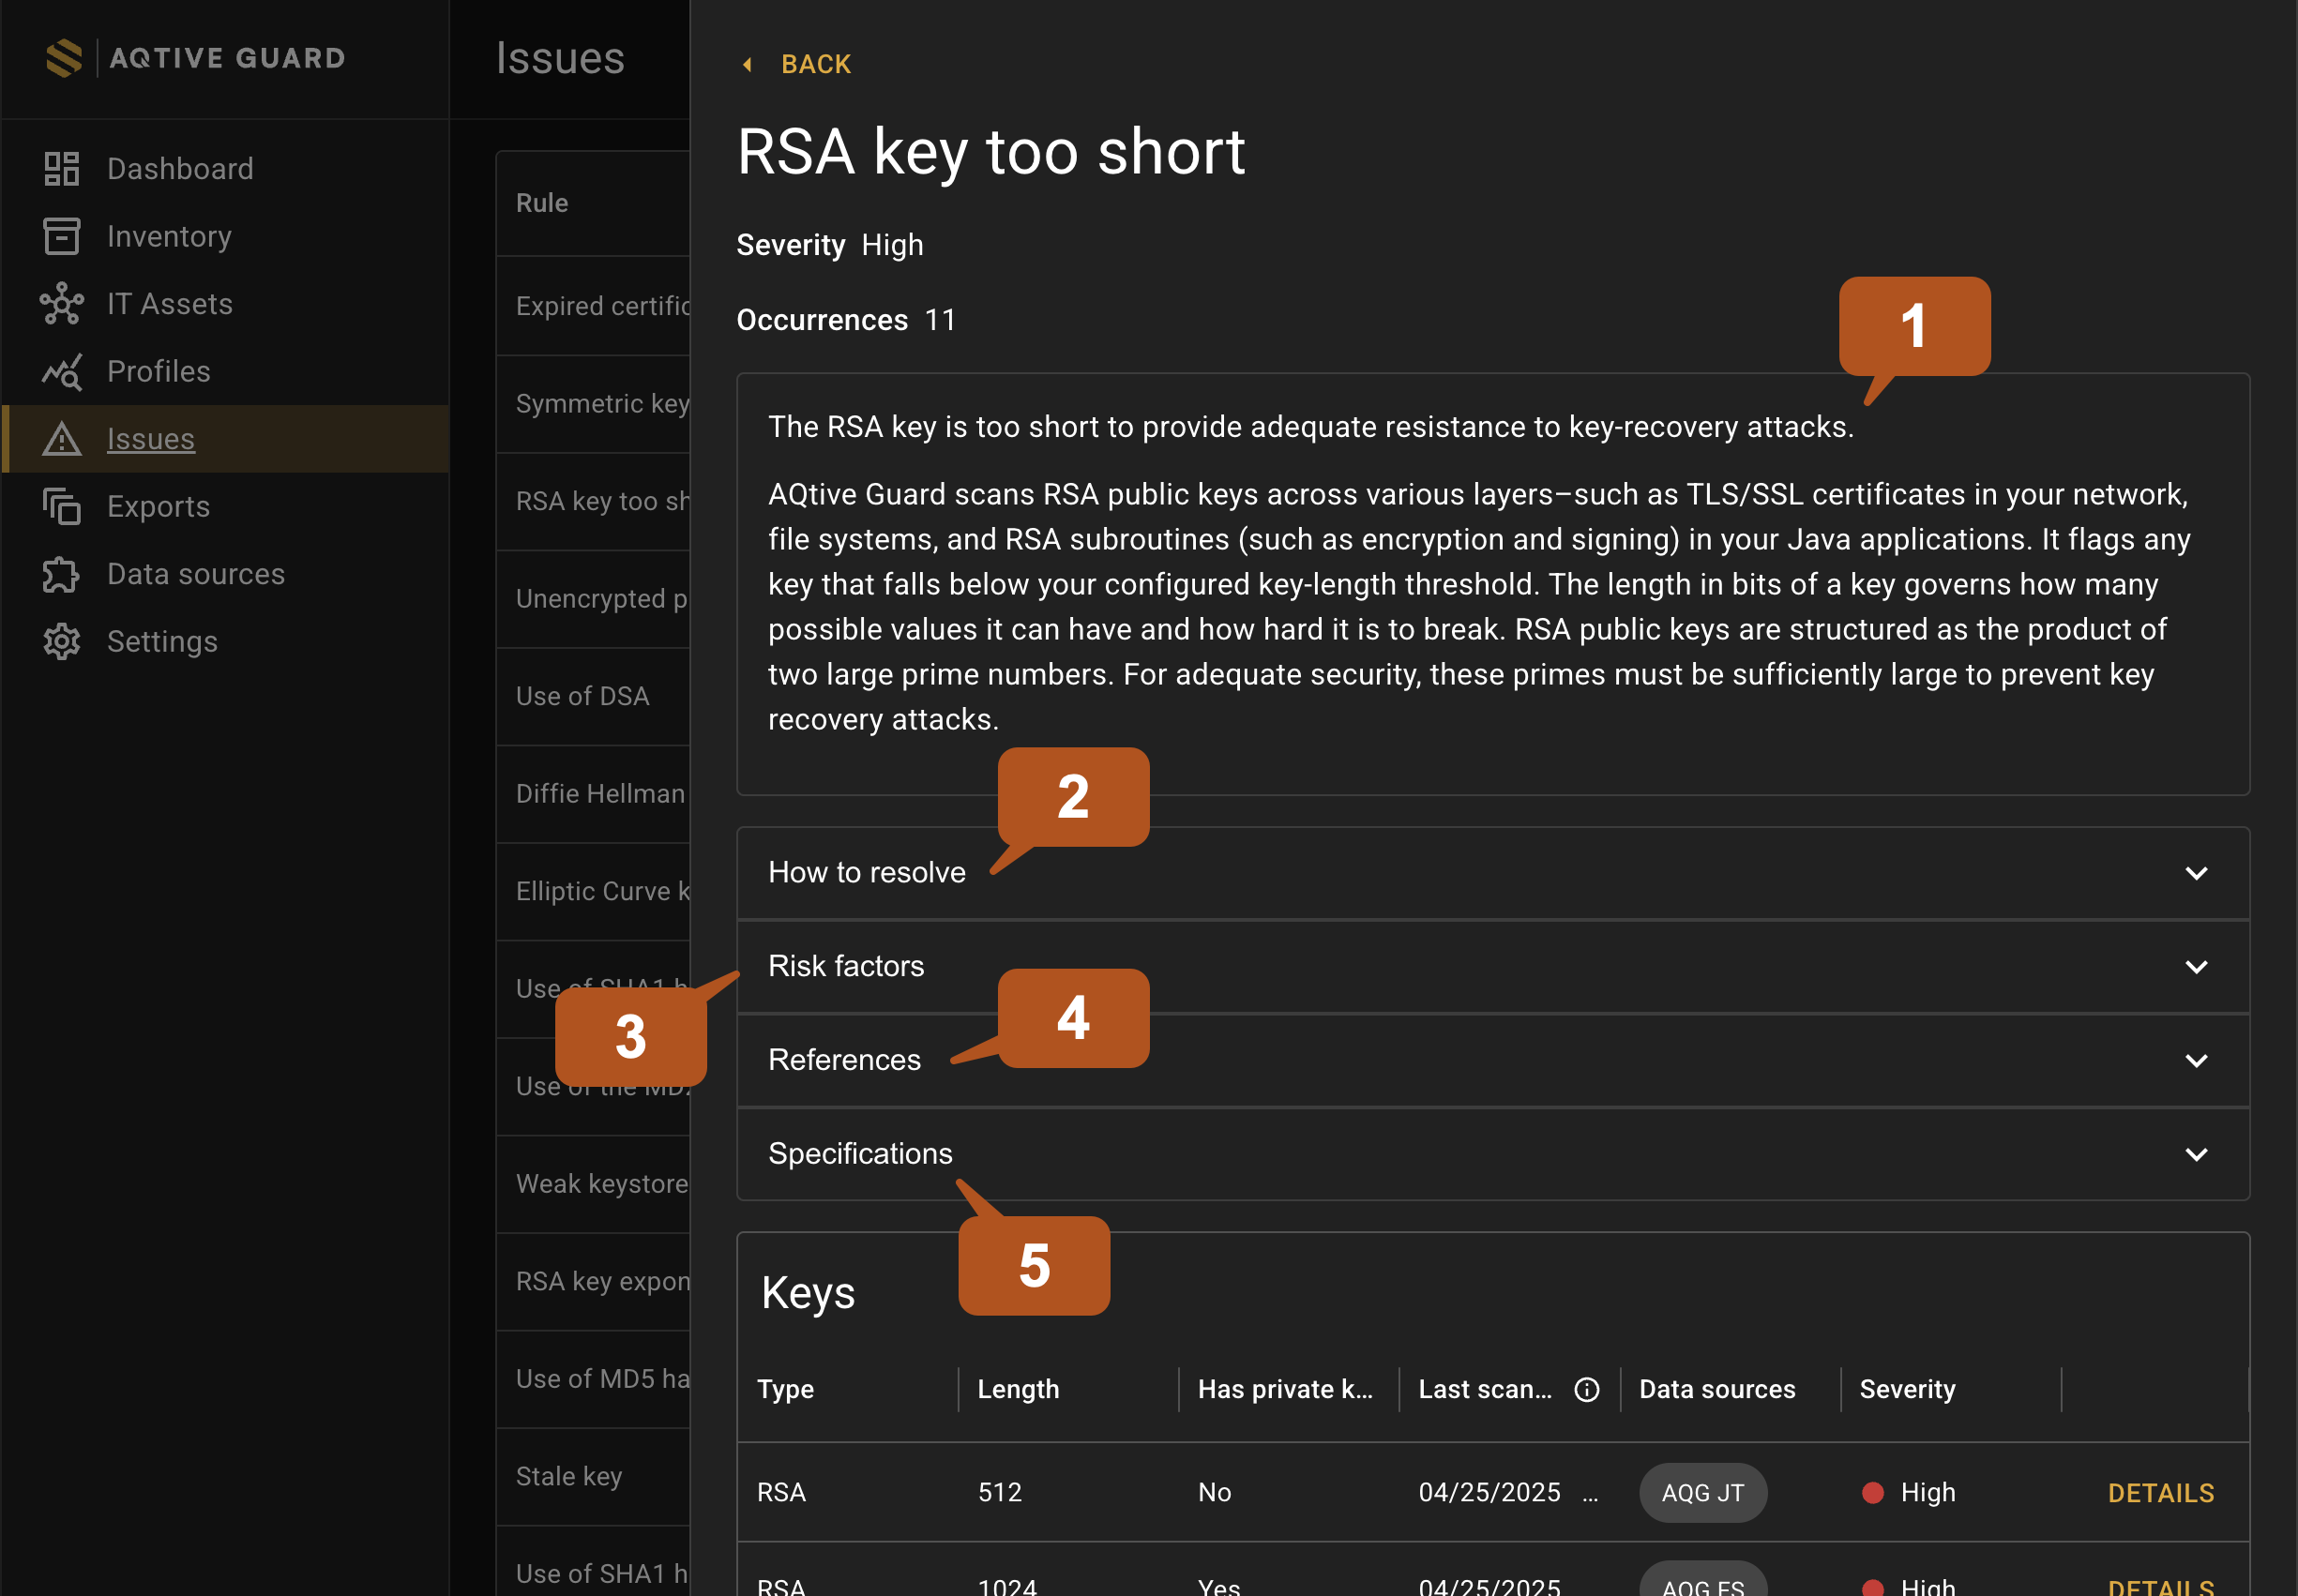 AQTIVE GUARD
Dashboard
Inventory
IT Assets
Profiles
Issues
Exports
Data sources
Settings
Issues
Rule
Expired certific
Symmetric key
RSA key too sh
Unencrypted p
Use of DSA
Diffie Hellman
Elliptic Curve k
Use of SHA1 h
Use of the MD2
Weak keystore
RSA key expon
Use of MD5 ha
Stale key
Use of SHA1 h
BACK
RSA key too short
Severity High
Occurrences 11
1
The RSA key is too short to provide adequate resistance to key-recovery attacks.
AQtive Guard scans RSA public keys across various layers–such as TLS/SSL certificates in your network,
file systems, and RSA subroutines (such as encryption and signing) in your Java applications. It flags any
key that falls below your configured key-length threshold. The length in bits of a key governs how many
possible values it can have and how hard it is to break. RSA public keys are structured as the product of
two large prime numbers. For adequate security, these primes must be sufficiently large to prevent key
recovery attacks.
2
How to resolve
Risk factors
3
4
References
Specifications
5
Keys
Type Length Has private k... Last scan... Data sources Severity
RSA 512 No 04/25/2025 ... AQG JT High DETAILS
RSA 1024 Yes 04/25/2025 AQG FS High DETAILS